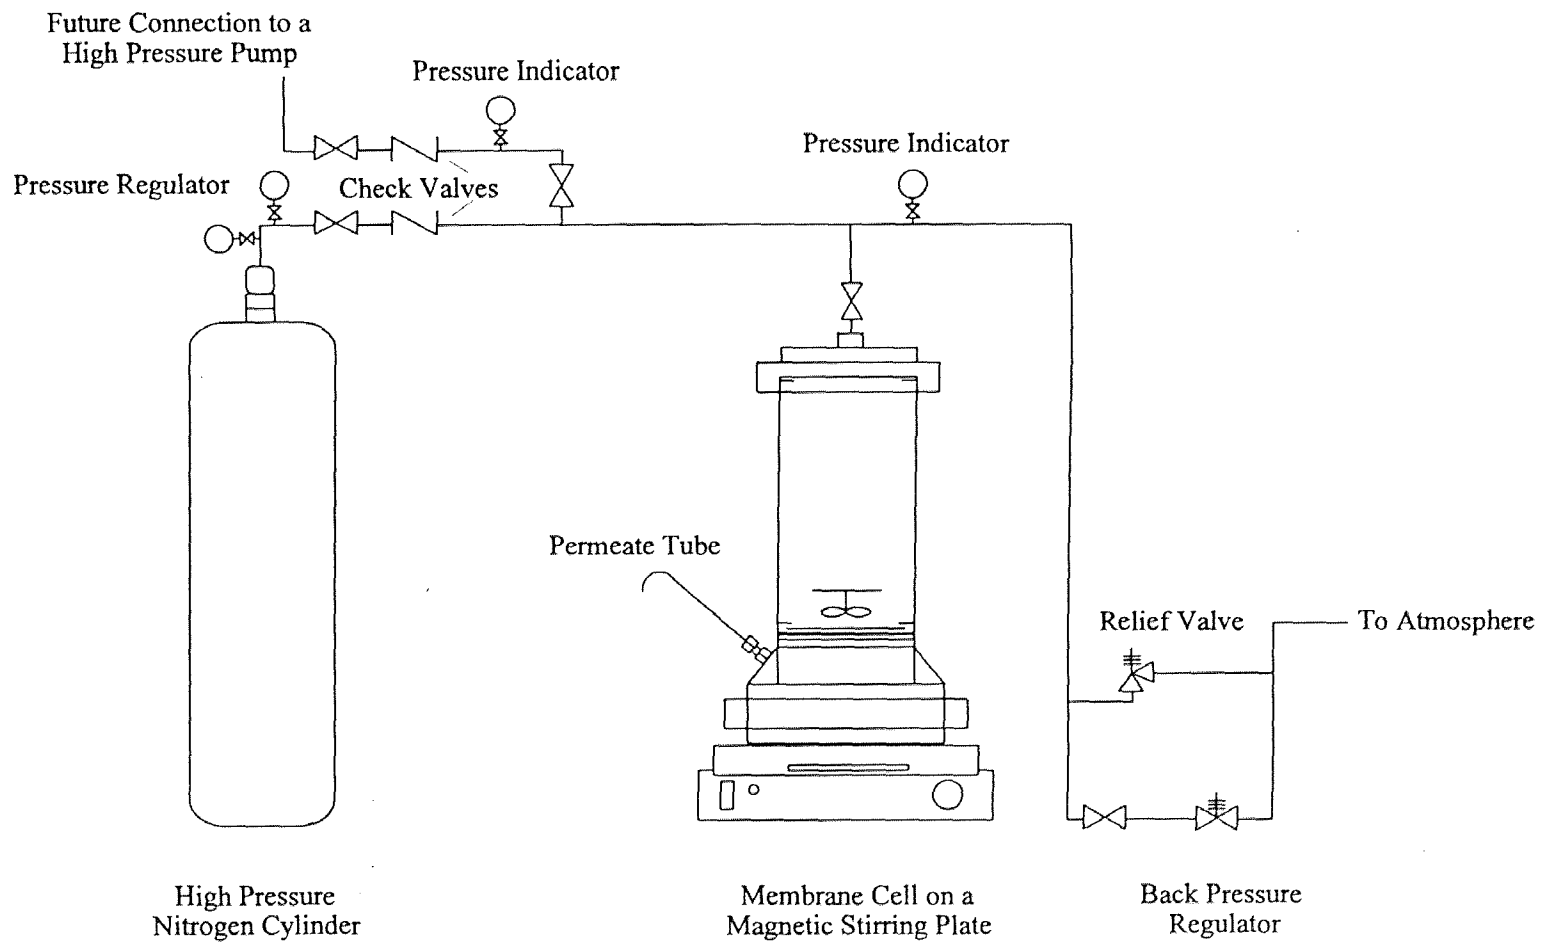 Future Connection to a
High Pressure Pump
Pressure Indicator
Pressure Indicator
Pressure Regulator
Check Valves
Permeate Tube
Relief Valve
To Atmosphere
High Pressure
Nitrogen Cylinder
Membrane Cell on a
Magnetic Stirring Plate
Back Pressure
Regulator